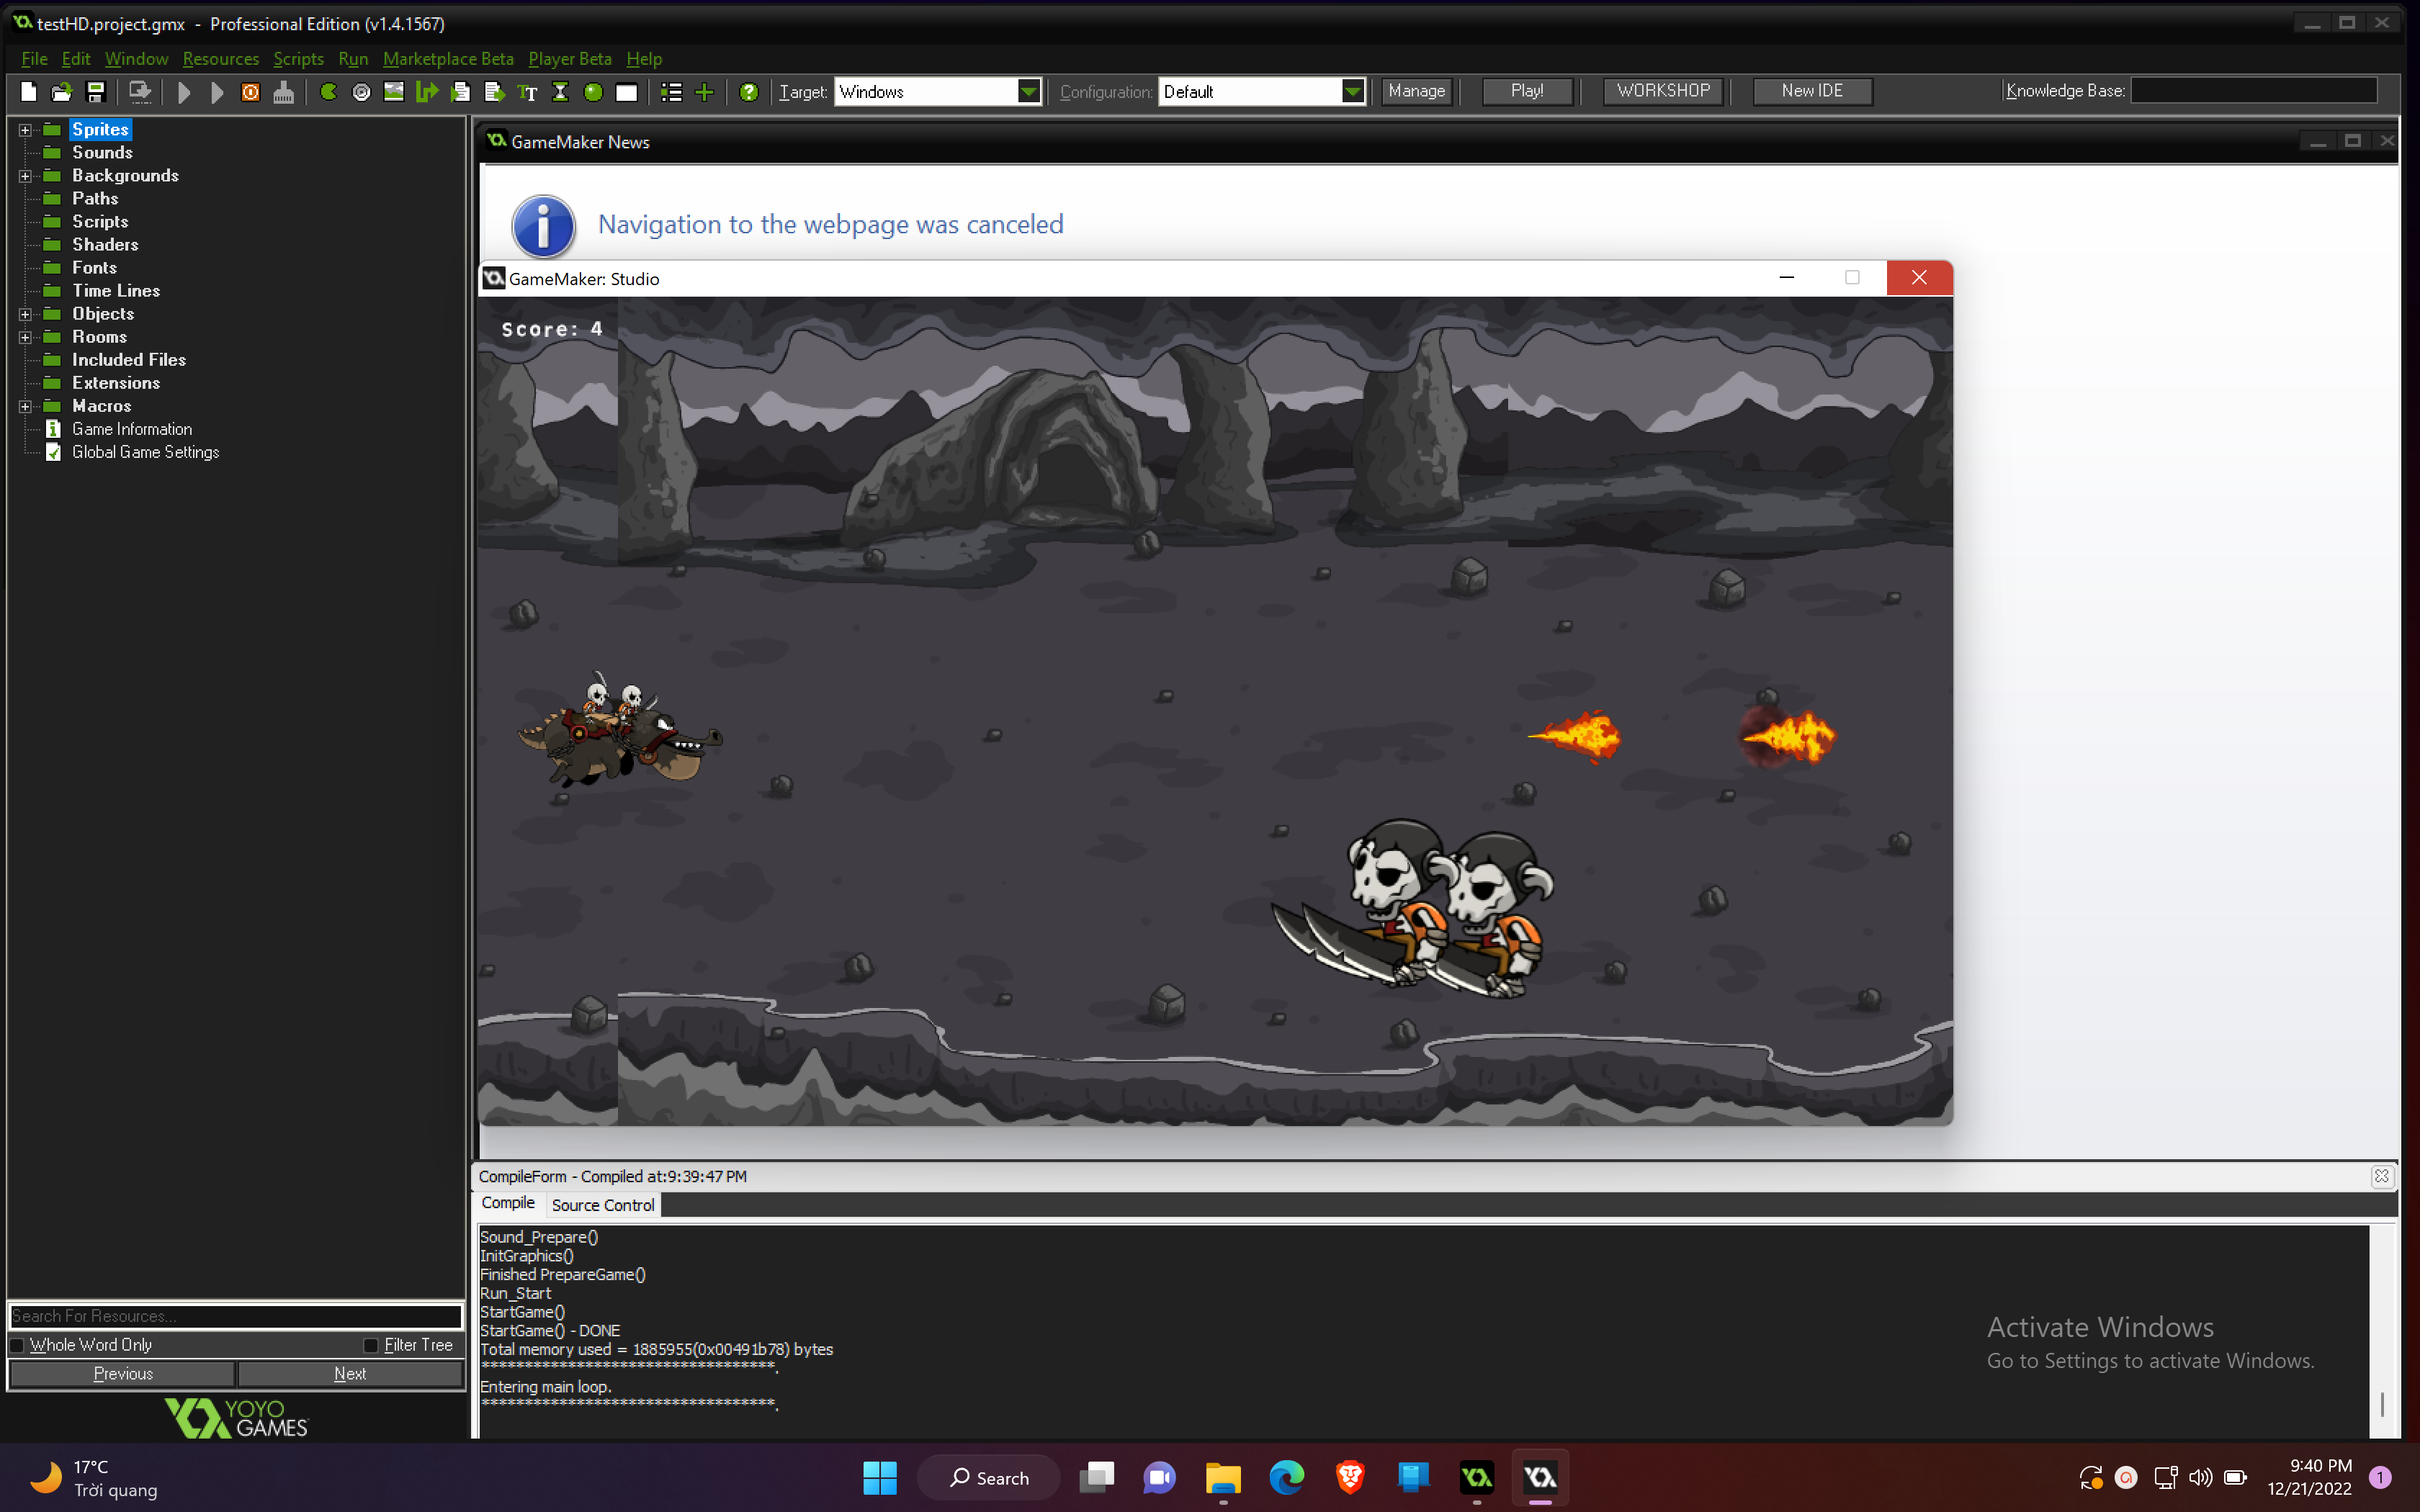 testHD.project.gmx - Professional Edition (v1.4.1567)
File Edit Window Resources Scripts Run Marketplace Beta Player Beta Help
Target: Windows Configuration: Default Manage Play! WORKSHOP New IDE Knowledge Base:
Sprites
Sounds
Backgrounds
Paths
Scripts
Shaders
Fonts
Time Lines
Objects
Rooms
Included Files
Extensions
Macros
Game Information
Global Game Settings
GameMaker News
Navigation to the webpage was canceled
GameMaker: Studio
Score: 4
Search For Resources...
Whole Word Only Filter Tree
Previous Next
YOYO
GAMES
CompileForm - Compiled at:9:39:47 PM
Compile Source Control
Sound_Prepare()
InitGraphics()
Finished PrepareGame()
Run_Start
StartGame()
StartGame() - DONE
Total memory used = 1885955(0x00491b78) bytes
**********************************.
Entering main loop.
**********************************.
Activate Windows
Go to Settings to activate Windows.
17°C
Trời quang
Search
9:40 PM
12/21/2022
1